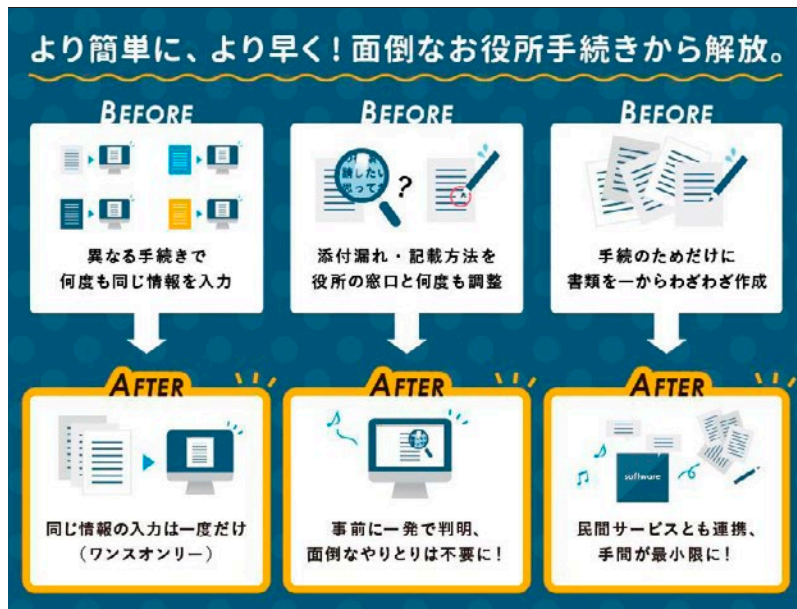 より簡単に、より早く！面倒なお役所手続きから解放。
BEFORE
異なる手続きで
何度も同じ情報を入力
BEFORE
請したい
思って
?
添付漏れ・記載方法を
役所の窓口と何度も調整
BEFORE
手続のためだけに
書類を一からわざわざ作成
AFTER
同じ情報の入力は一度だけ
（ワンスオンリー）
AFTER
事前に一発で判明、
面倒なやりとりは不要に！
AFTER
software
民間サービスとも連携、
手間が最小限に！